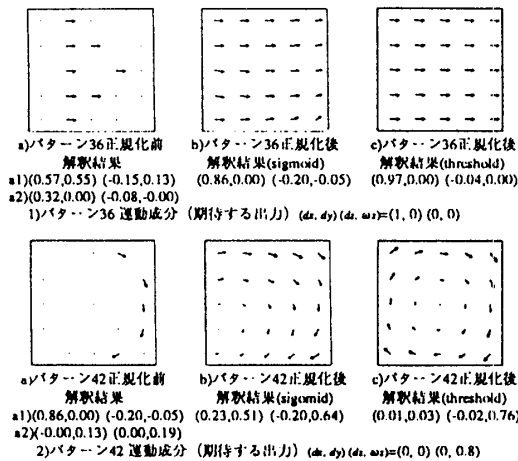 a)パターン36正規化前
解釈結果
a1)(0.57,0.55) (-0.15,0.13)
a2)(0.32,0.00) (-0.08,-0.00)
b)パターン36正規化後
解釈結果(sigmoid)
(0.86,0.00) (-0.20,-0.05)
c)パターン36正規化後
解釈結果(threshold)
(0.97,0.00) (-0.04,0.00)
1)パターン36 運動成分（期待する出力）(dx, dy) (dz, ωz)=(1, 0) (0, 0)
a)パターン42正規化前
解釈結果
a1)(0.86,0.00) (-0.20,-0.05)
a2)(-0.00,0.13) (0.00,0.19)
b)パターン42正規化後
解釈結果(sigomid)
(0.23,0.51) (-0.20,0.64)
c)パターン42正規化後
解釈結果(threshold)
(0.01,0.03) (-0.02,0.76)
2)パターン42 運動成分（期待する出力）(dx, dy) (dz, ωz)=(0, 0) (0, 0.8)